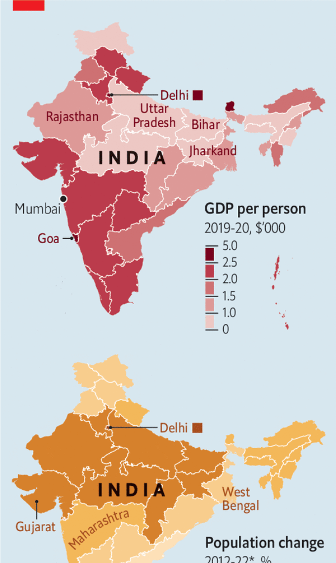 Delhi
Uttar
Pradesh
Rajasthan
Bihar
INDIA
Jharkand
Mumbai
Goa
GDP per person
2019-20, $'000
5.0
2.5
2.0
1.5
1.0
0
Delhi
INDIA
West
Bengal
Gujarat
Maharashtra
Population change
2012-22*, %